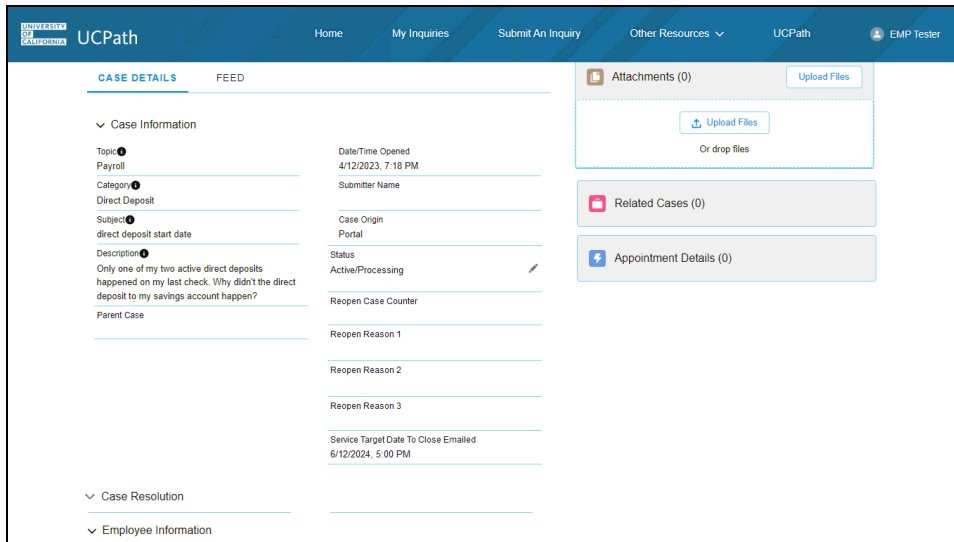 UNIVERSITY
OF
CALIFORNIA
UCPath
Home
My Inquiries
Submit An Inquiry
Other Resources
UCPath
EMP Tester
CASE DETAILS
FEED
Case Information
Topic
Payroll
Category
Direct Deposit
Subject
direct deposit start date
Description
Only one of my two active direct deposits
happened on my last check. Why didn't the direct
deposit to my savings account happen?
Parent Case
Date/Time Opened
4/12/2023, 7:18 PM
Submitter Name
Case Origin
Portal
Status
Active/Processing
Reopen Case Counter
Reopen Reason 1
Reopen Reason 2
Reopen Reason 3
Service Target Date To Close Emailed
6/12/2024, 5:00 PM
Case Resolution
Employee Information
Attachments (0)
Upload Files
Upload Files
Or drop files
Related Cases (0)
Appointment Details (0)